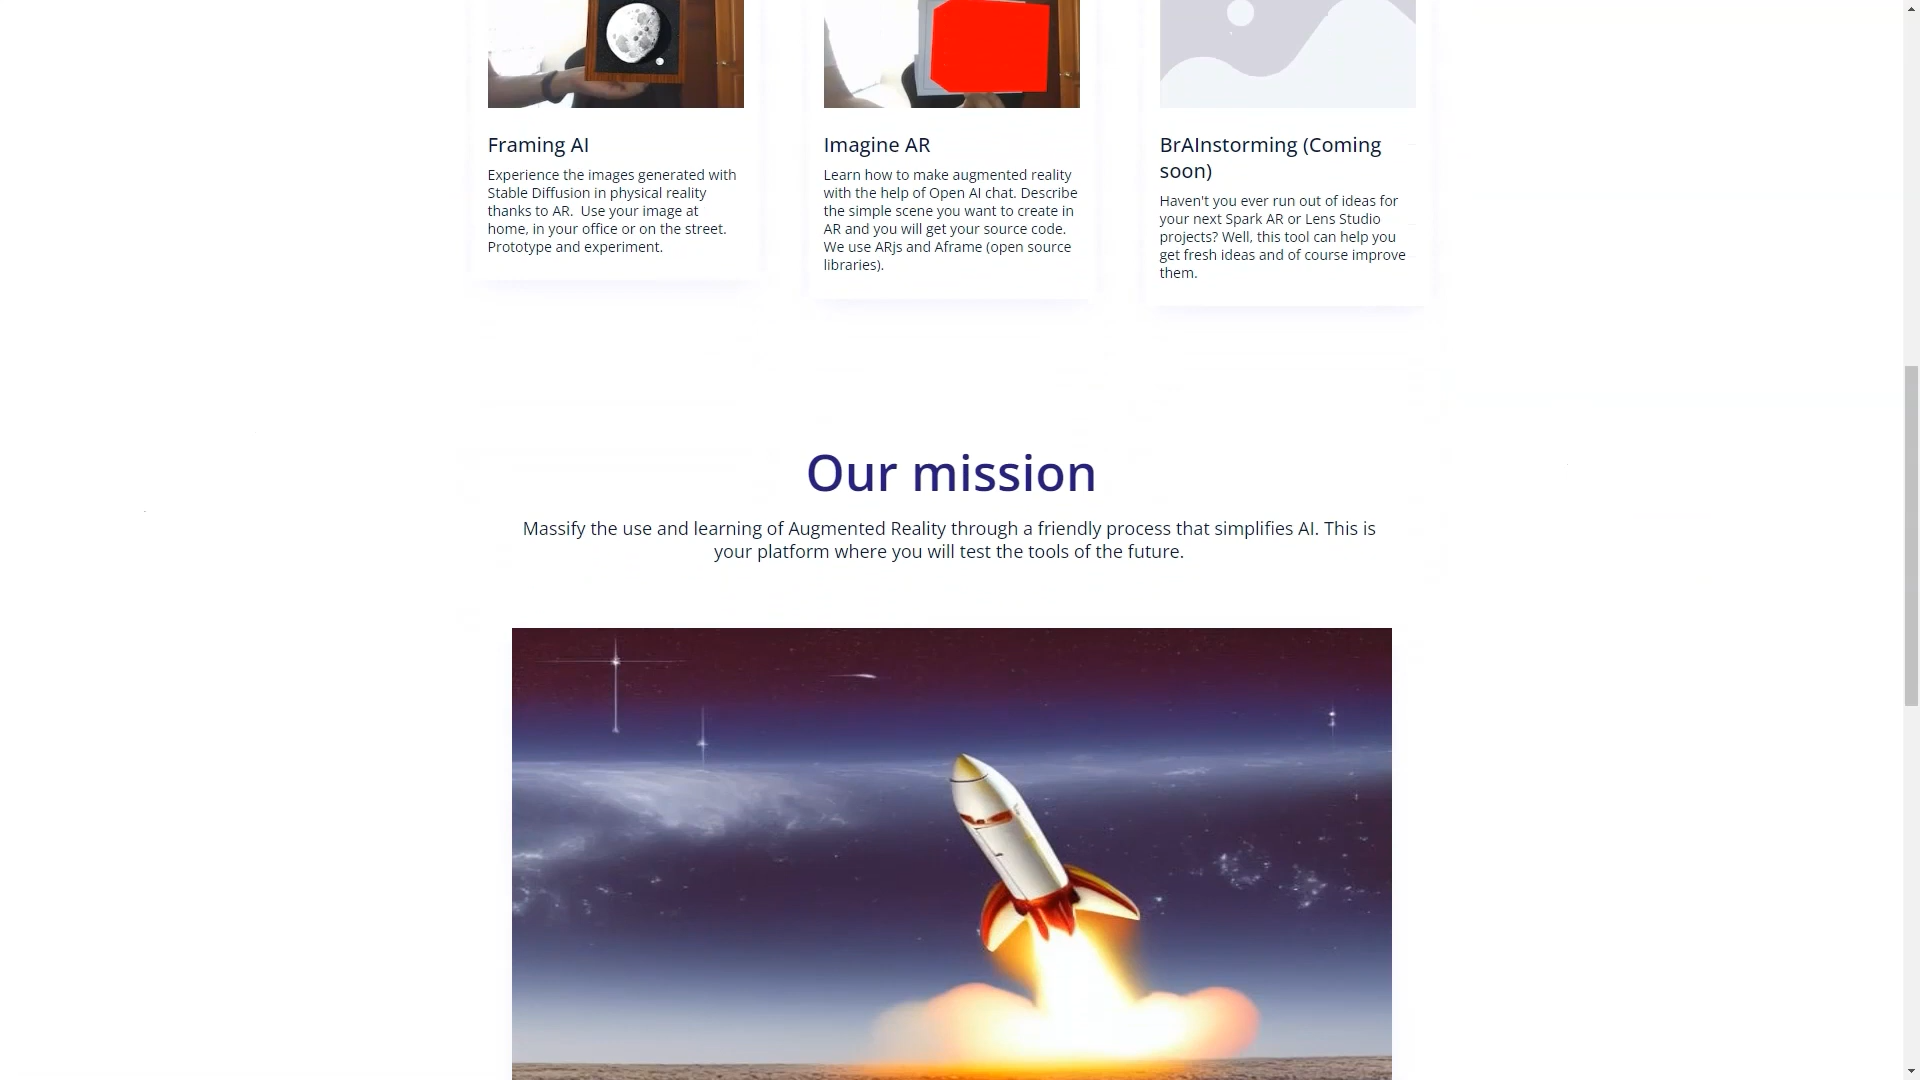 Framing AI
Experience the images generated with
Stable Diffusion in physical reality
thanks to AR.  Use your image at
home, in your office or on the street.
Prototype and experiment.
Imagine AR
Learn how to make augmented reality
with the help of Open AI chat. Describe
the simple scene you want to create in
AR and you will get your source code.
We use ARjs and Aframe (open source
libraries).
BrAInstorming (Coming
soon)
Haven't you ever run out of ideas for
your next Spark AR or Lens Studio
projects? Well, this tool can help you
get fresh ideas and of course improve
them.
Our mission
Massify the use and learning of Augmented Reality through a friendly process that simplifies AI. This is
your platform where you will test the tools of the future.